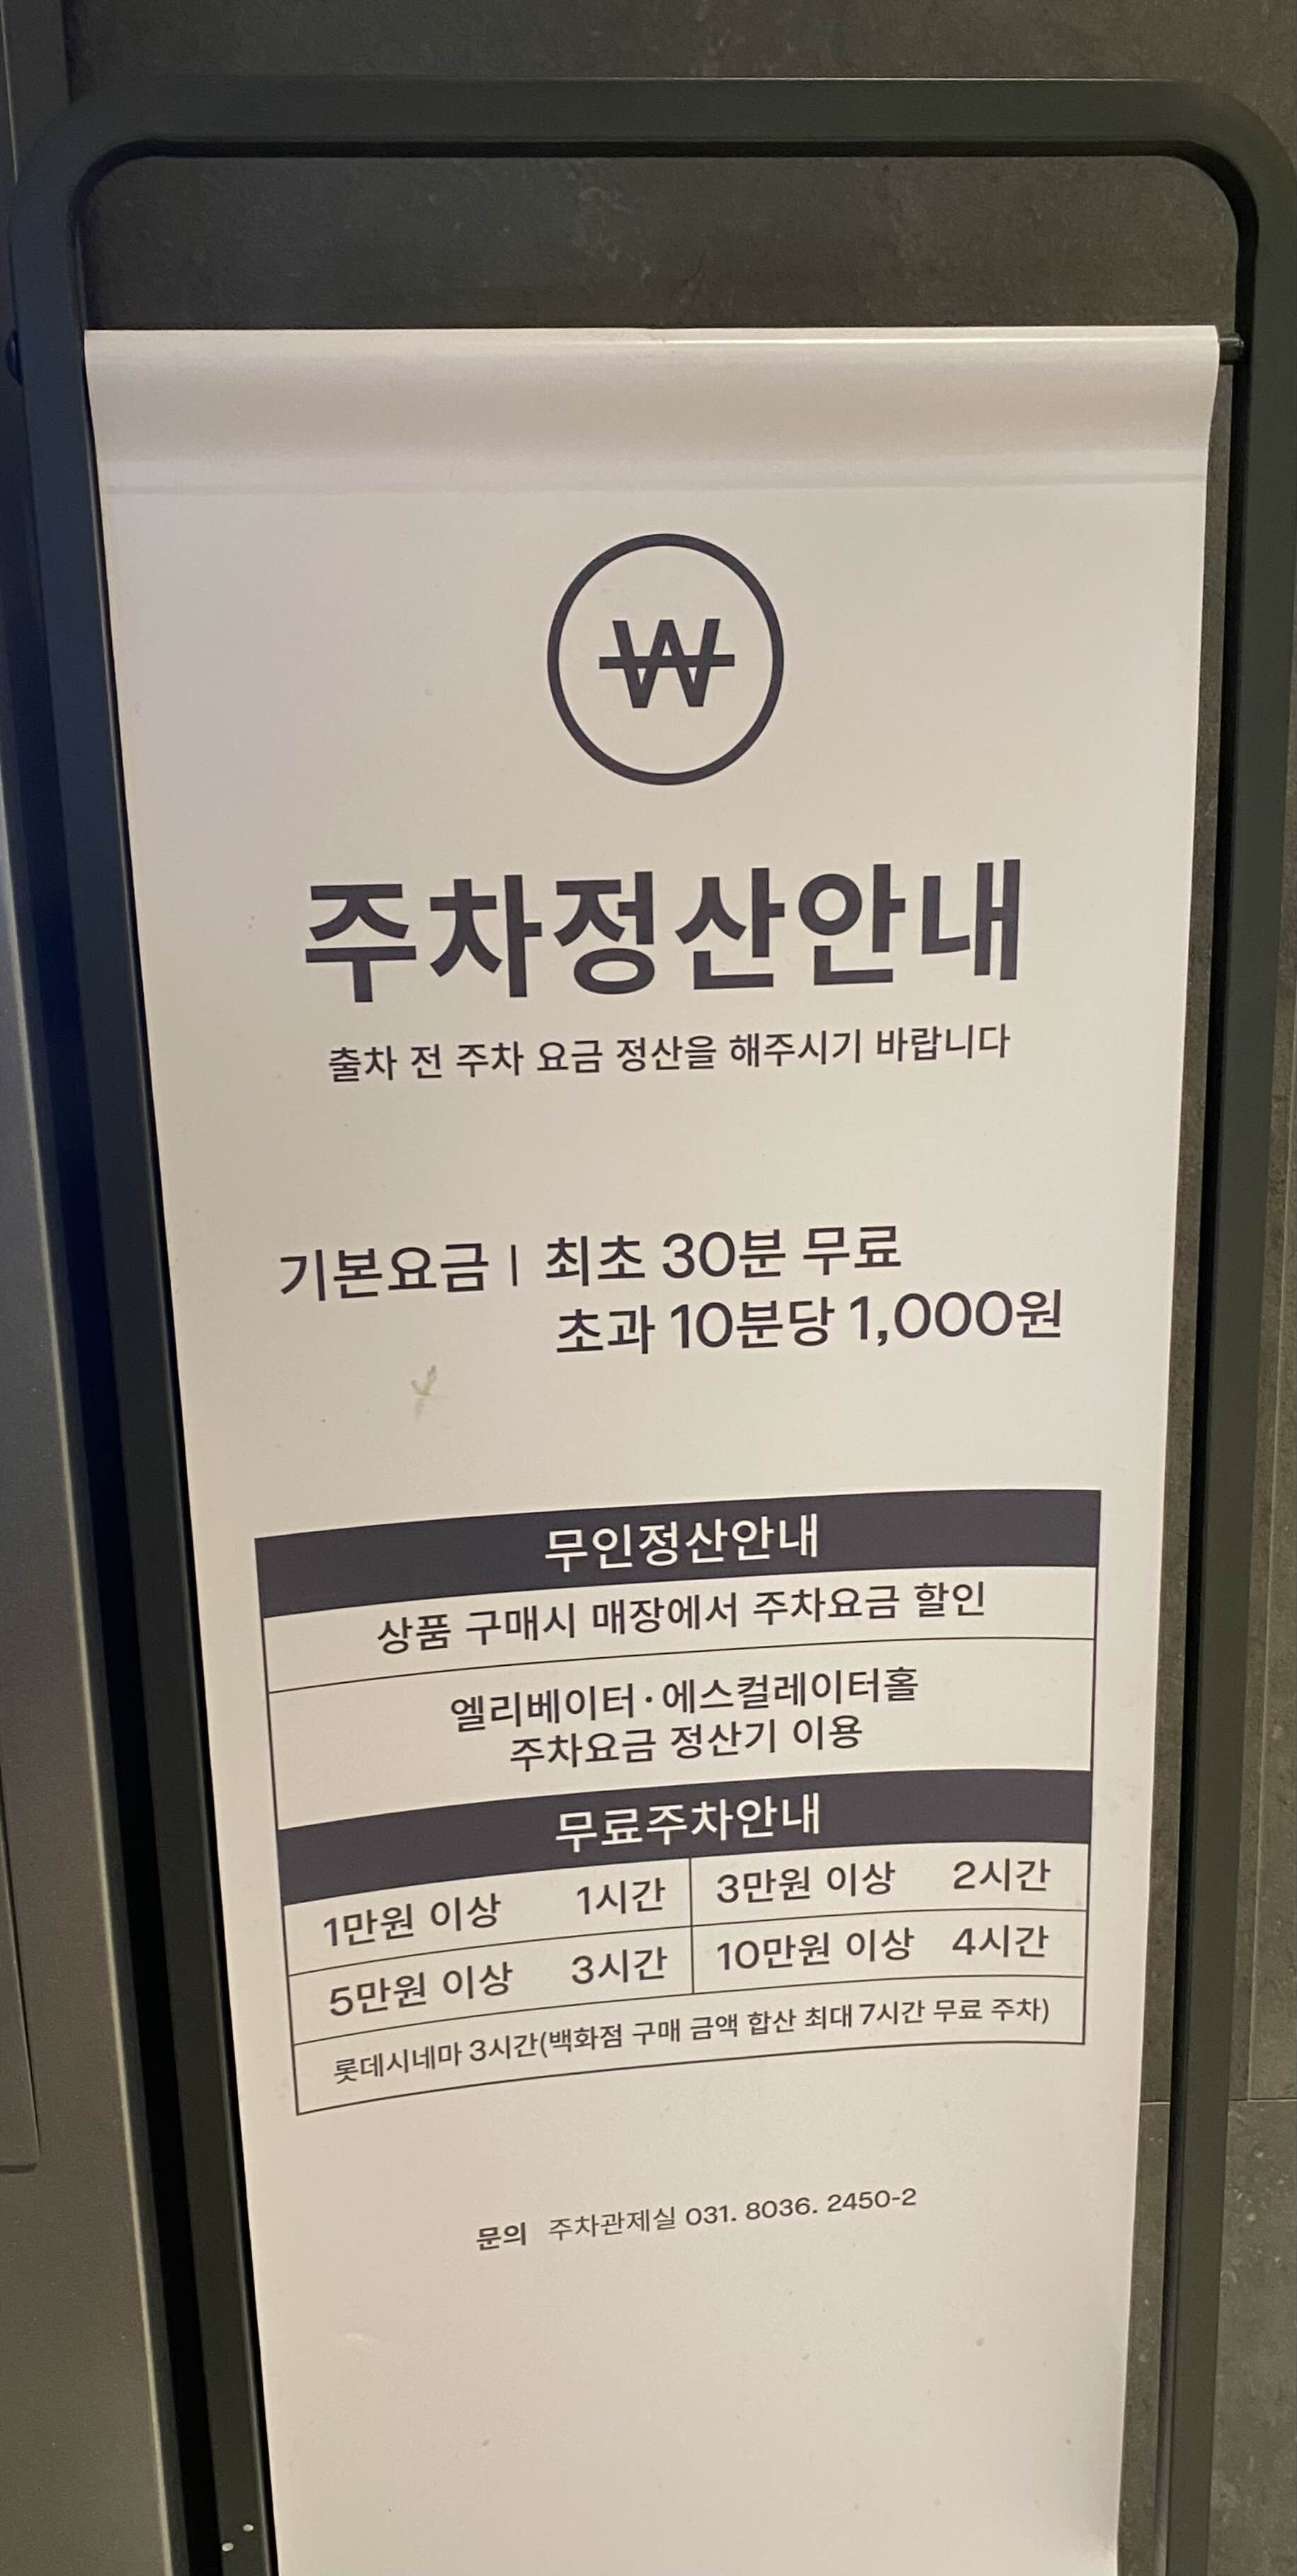 ₩
주차정산안내
출차 전 주차 요금 정산을 해주시기 바랍니다
기본요금 | 최초 30분 무료
초과 10분당 1,000원
무인정산안내
상품 구매시 매장에서 주차요금 할인
엘리베이터·에스컬레이터홀
주차요금 정산기 이용
무료주차안내
1만원 이상 1시간 3만원 이상 2시간
5만원 이상 3시간 10만원 이상 4시간
롯데시네마 3시간(백화점 구매 금액 합산 최대 7시간 무료 주차)
문의 주차관제실 031. 8036. 2450-2